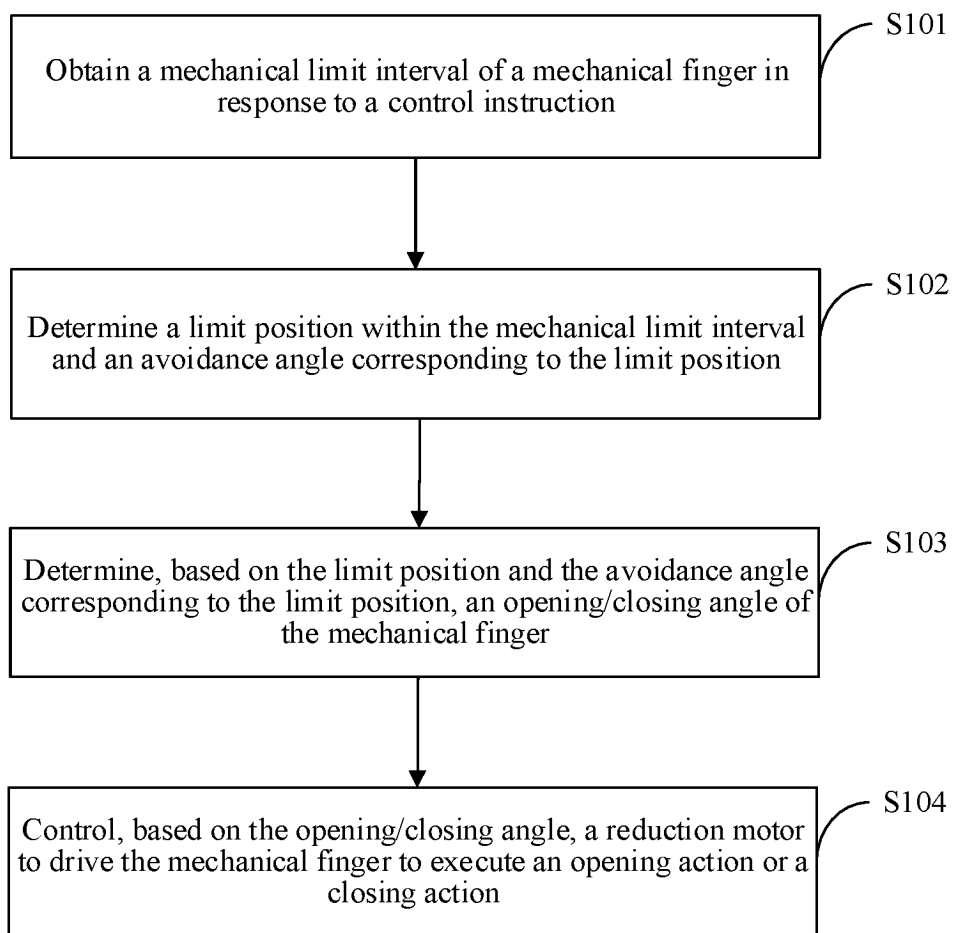 S101
Obtain a mechanical limit interval of a mechanical finger in
response to a control instruction
S102
Determine a limit position within the mechanical limit interval
and an avoidance angle corresponding to the limit position
S103
Determine, based on the limit position and the avoidance angle
corresponding to the limit position, an opening/closing angle of
the mechanical finger
S104
Control, based on the opening/closing angle, a reduction motor
to drive the mechanical finger to execute an opening action or a
closing action